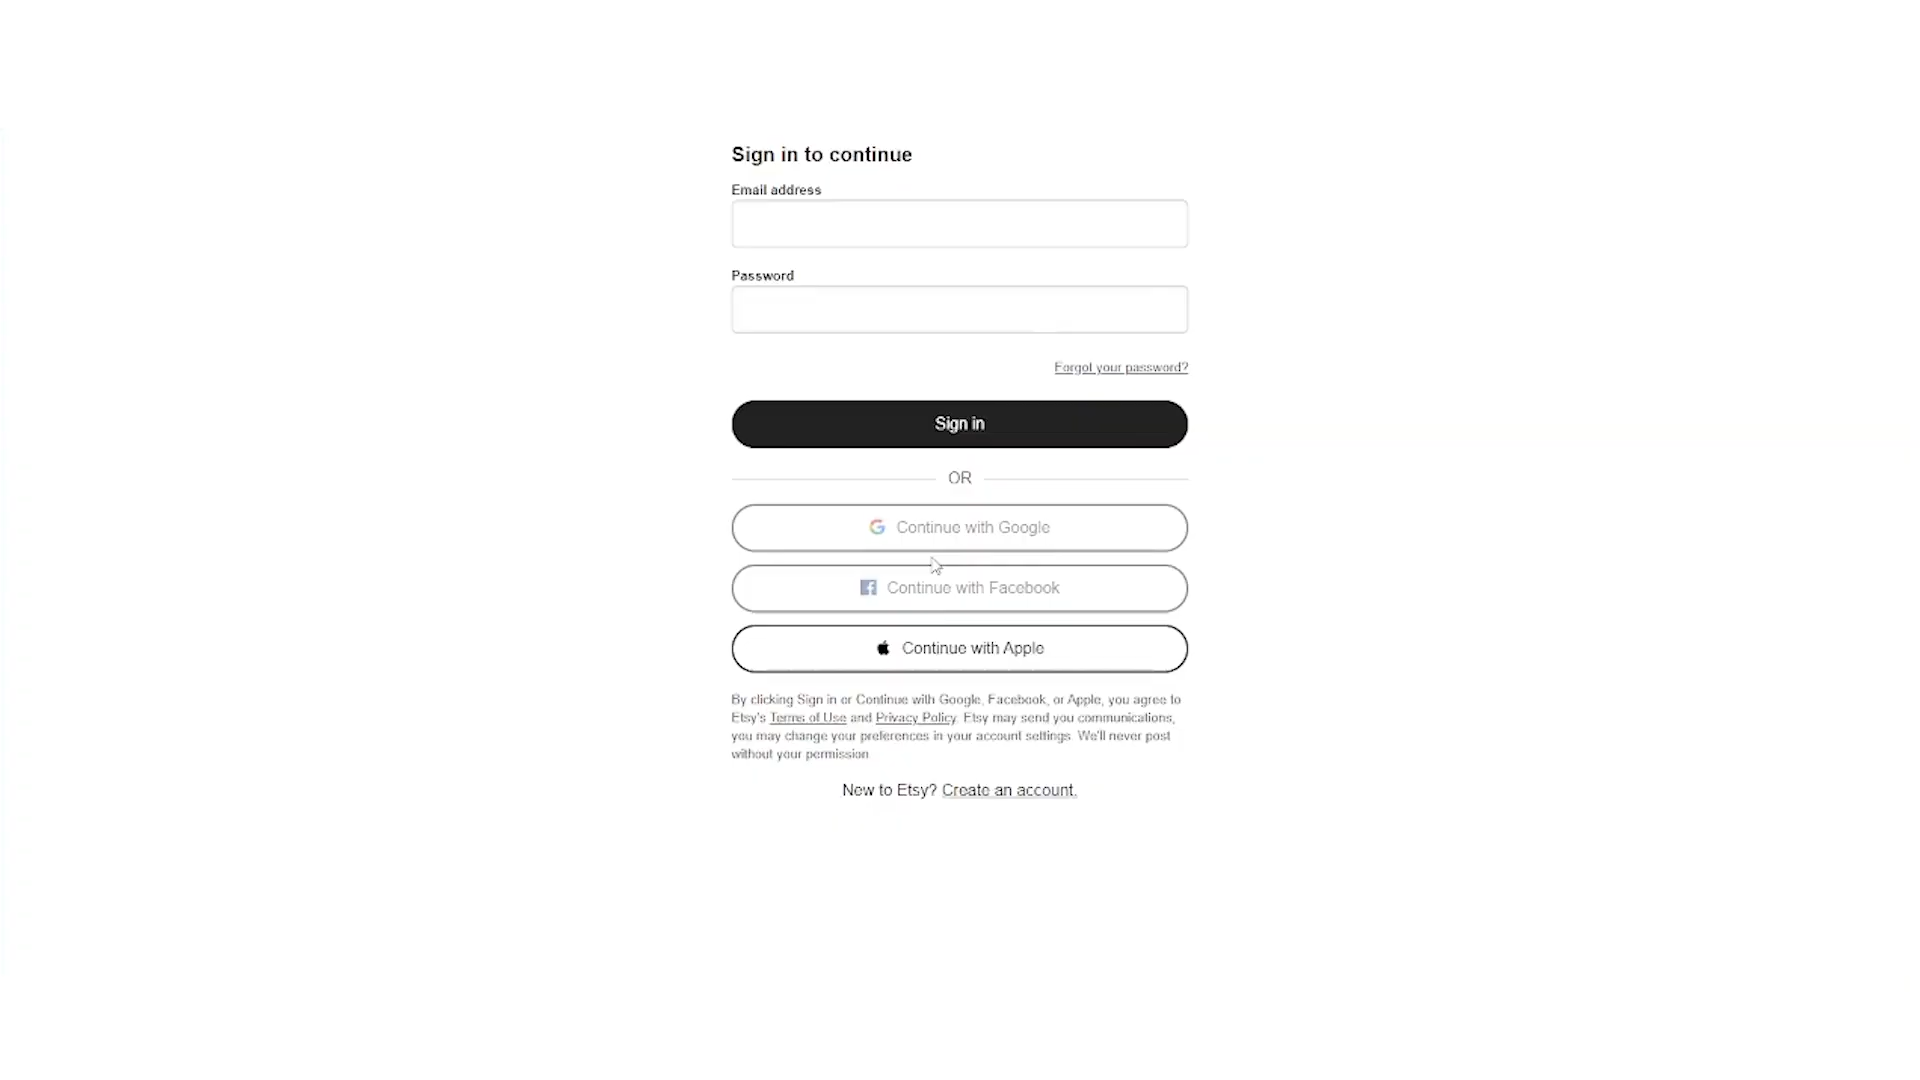 Sign in to continue
Email address
Password
Forgot your password?
Sign in
OR
Continue with Google
Continue with Facebook
Continue with Apple
By clicking Sign in or Continue with Google, Facebook, or Apple, you agree to
Etsy's Terms of Use and Privacy Policy. Etsy may send you communications,
you may change your preferences in your account settings. We'll never post
without your permission
New to Etsy? Create an account.